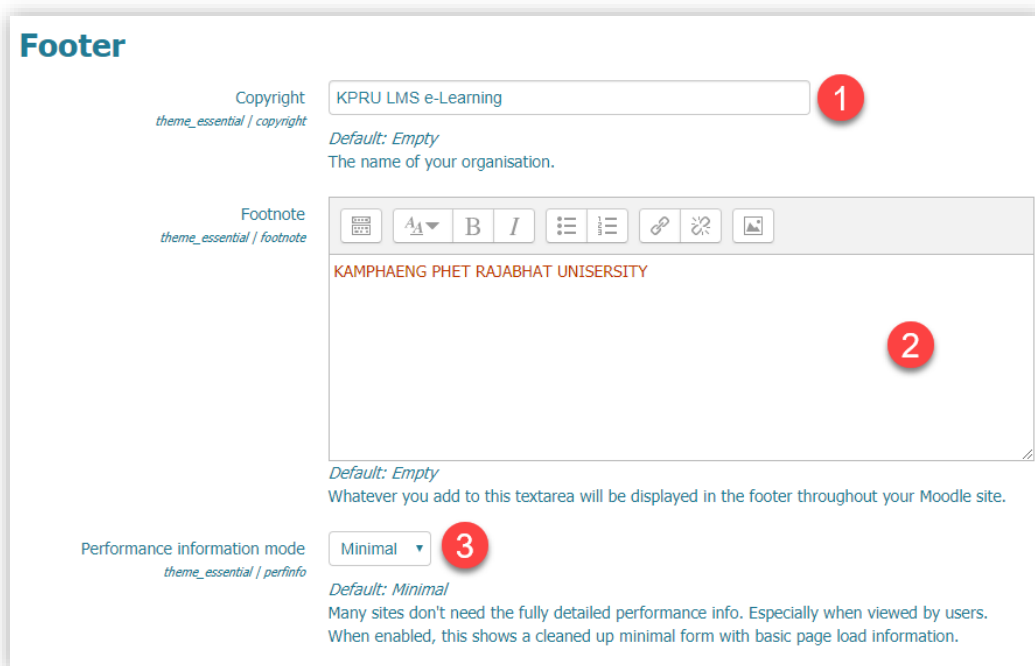 Footer
Copyright
theme_essential | copyright
KPRU LMS e-Learning
1
Default: Empty
The name of your organisation.
Footnote
theme_essential | footnote
KAMPHAENG PHET RAJABHAT UNISERSITY
2
Default: Empty
Whatever you add to this textarea will be displayed in the footer throughout your Moodle site.
Performance information mode
theme_essential | perfinfo
Minimal
3
Default: Minimal
Many sites don't need the fully detailed performance info. Especially when viewed by users.
When enabled, this shows a cleaned up minimal form with basic page load information.